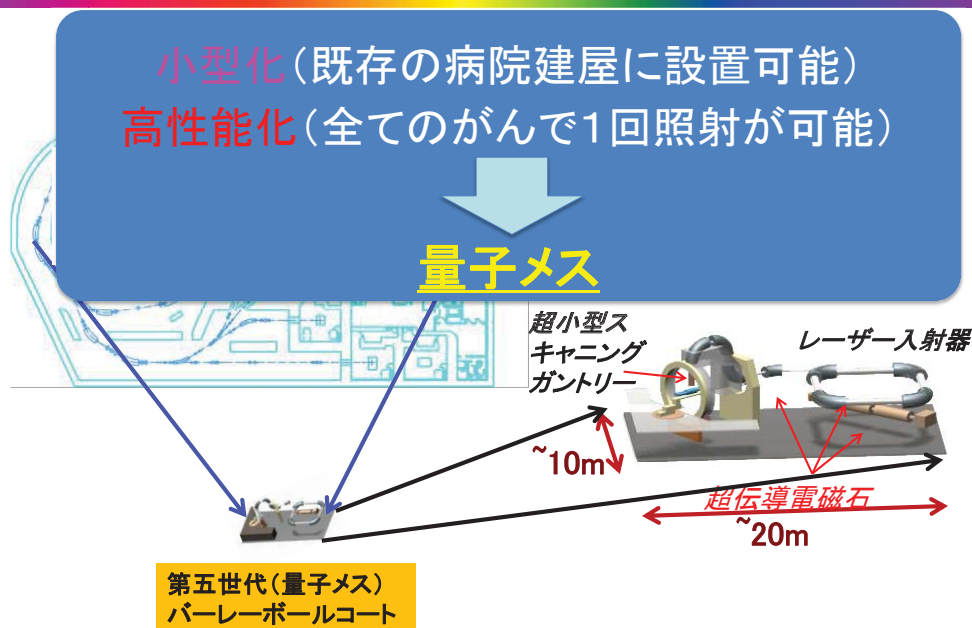 小型化(既存の病院建屋に設置可能)
高性能化(全てのがんで1回照射が可能)
量子メス
超小型ス
キャニング
ガントリー
レーザー入射器
~10m
超伝導電磁石
~20m
第五世代(量子メス)
バーレーボールコート